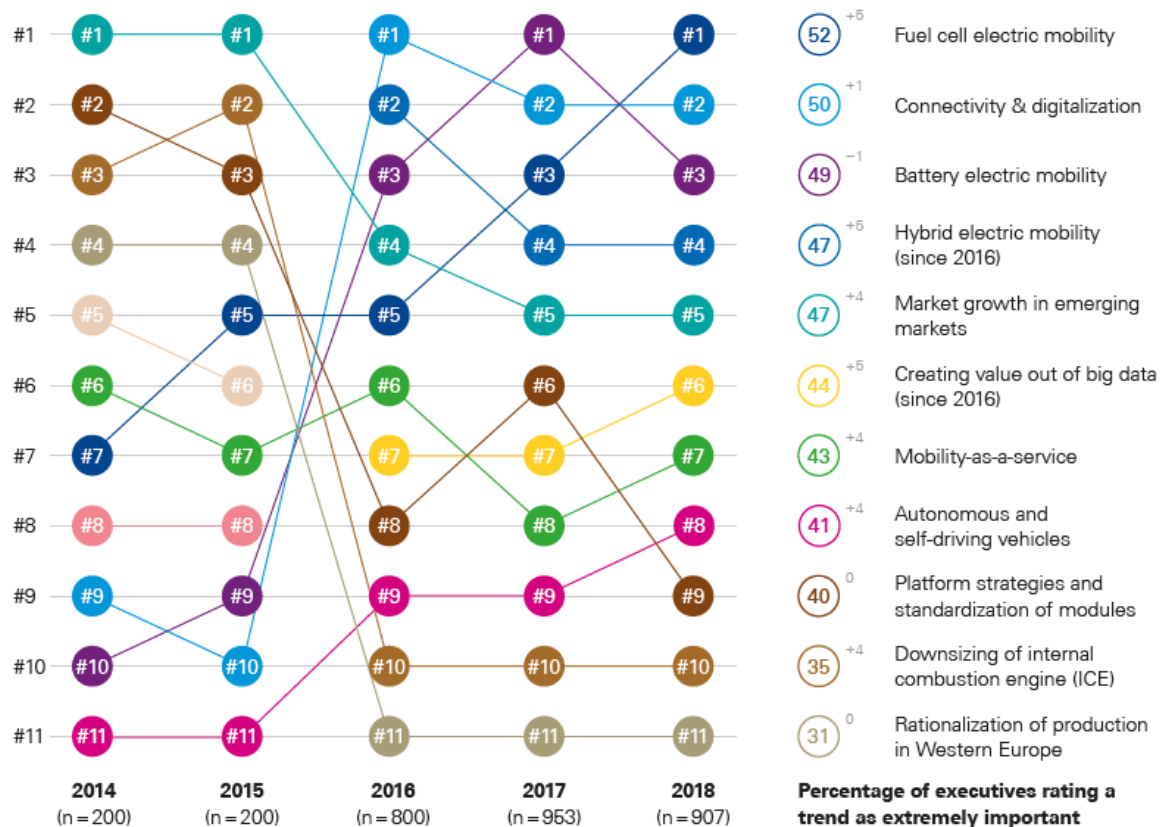 #1 #1 #1 #1 #1 #1 52 +5 Fuel cell electric mobility
#2 #2 #2 #2 #2 #2 50 +1 Connectivity & digitalization
#3 #3 #3 #3 #3 #3 49 −1 Battery electric mobility
#4 #4 #4 #4 #4 #4 47 +5 Hybrid electric mobility
(since 2016)
#5 #5 #5 #5 #5 #5 47 +4 Market growth in emerging
markets
#6 #6 #6 #6 #6 #6 44 +5 Creating value out of big data
(since 2016)
#7 #7 #7 #7 #7 #7 43 +4 Mobility-as-a-service
#8 #8 #8 #8 #8 #8 41 +4 Autonomous and
self-driving vehicles
#9 #9 #9 #9 #9 #9 40 0 Platform strategies and
standardization of modules
#10 #10 #10 #10 #10 #10 35 +4 Downsizing of internal
combustion engine (ICE)
#11 #11 #11 #11 #11 #11 31 0 Rationalization of production
in Western Europe
2014 2015 2016 2017 2018 Percentage of executives rating a
(n = 200) (n = 200) (n = 800) (n = 953) (n = 907) trend as extremely important